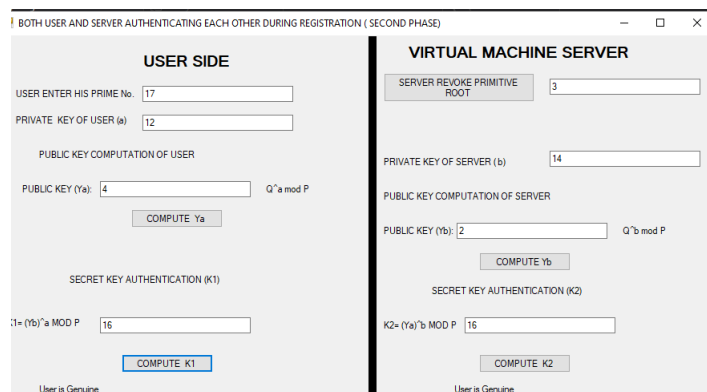 BOTH USER AND SERVER AUTHENTICATING EACH OTHER DURING REGISTRATION ( SECOND PHASE)
USER SIDE
USER ENTER HIS PRIME No. 17
PRIVATE KEY OF USER (a) 12
PUBLIC KEY COMPUTATION OF USER
PUBLIC KEY (Ya): 4 Q^a mod P
COMPUTE Ya
SECRET KEY AUTHENTICATION (K1)
K1= (Yb)^a MOD P 16
COMPUTE K1
User is Genuine
VIRTUAL MACHINE SERVER
SERVER REVOKE PRIMITIVE
ROOT
3
PRIVATE KEY OF SERVER ( b) 14
PUBLIC KEY COMPUTATION OF SERVER
PUBLIC KEY (Yb): 2 Q^b mod P
COMPUTE Yb
SECRET KEY AUTHENTICATION (K2)
K2= (Ya)^b MOD P 16
COMPUTE K2
User is Genuine